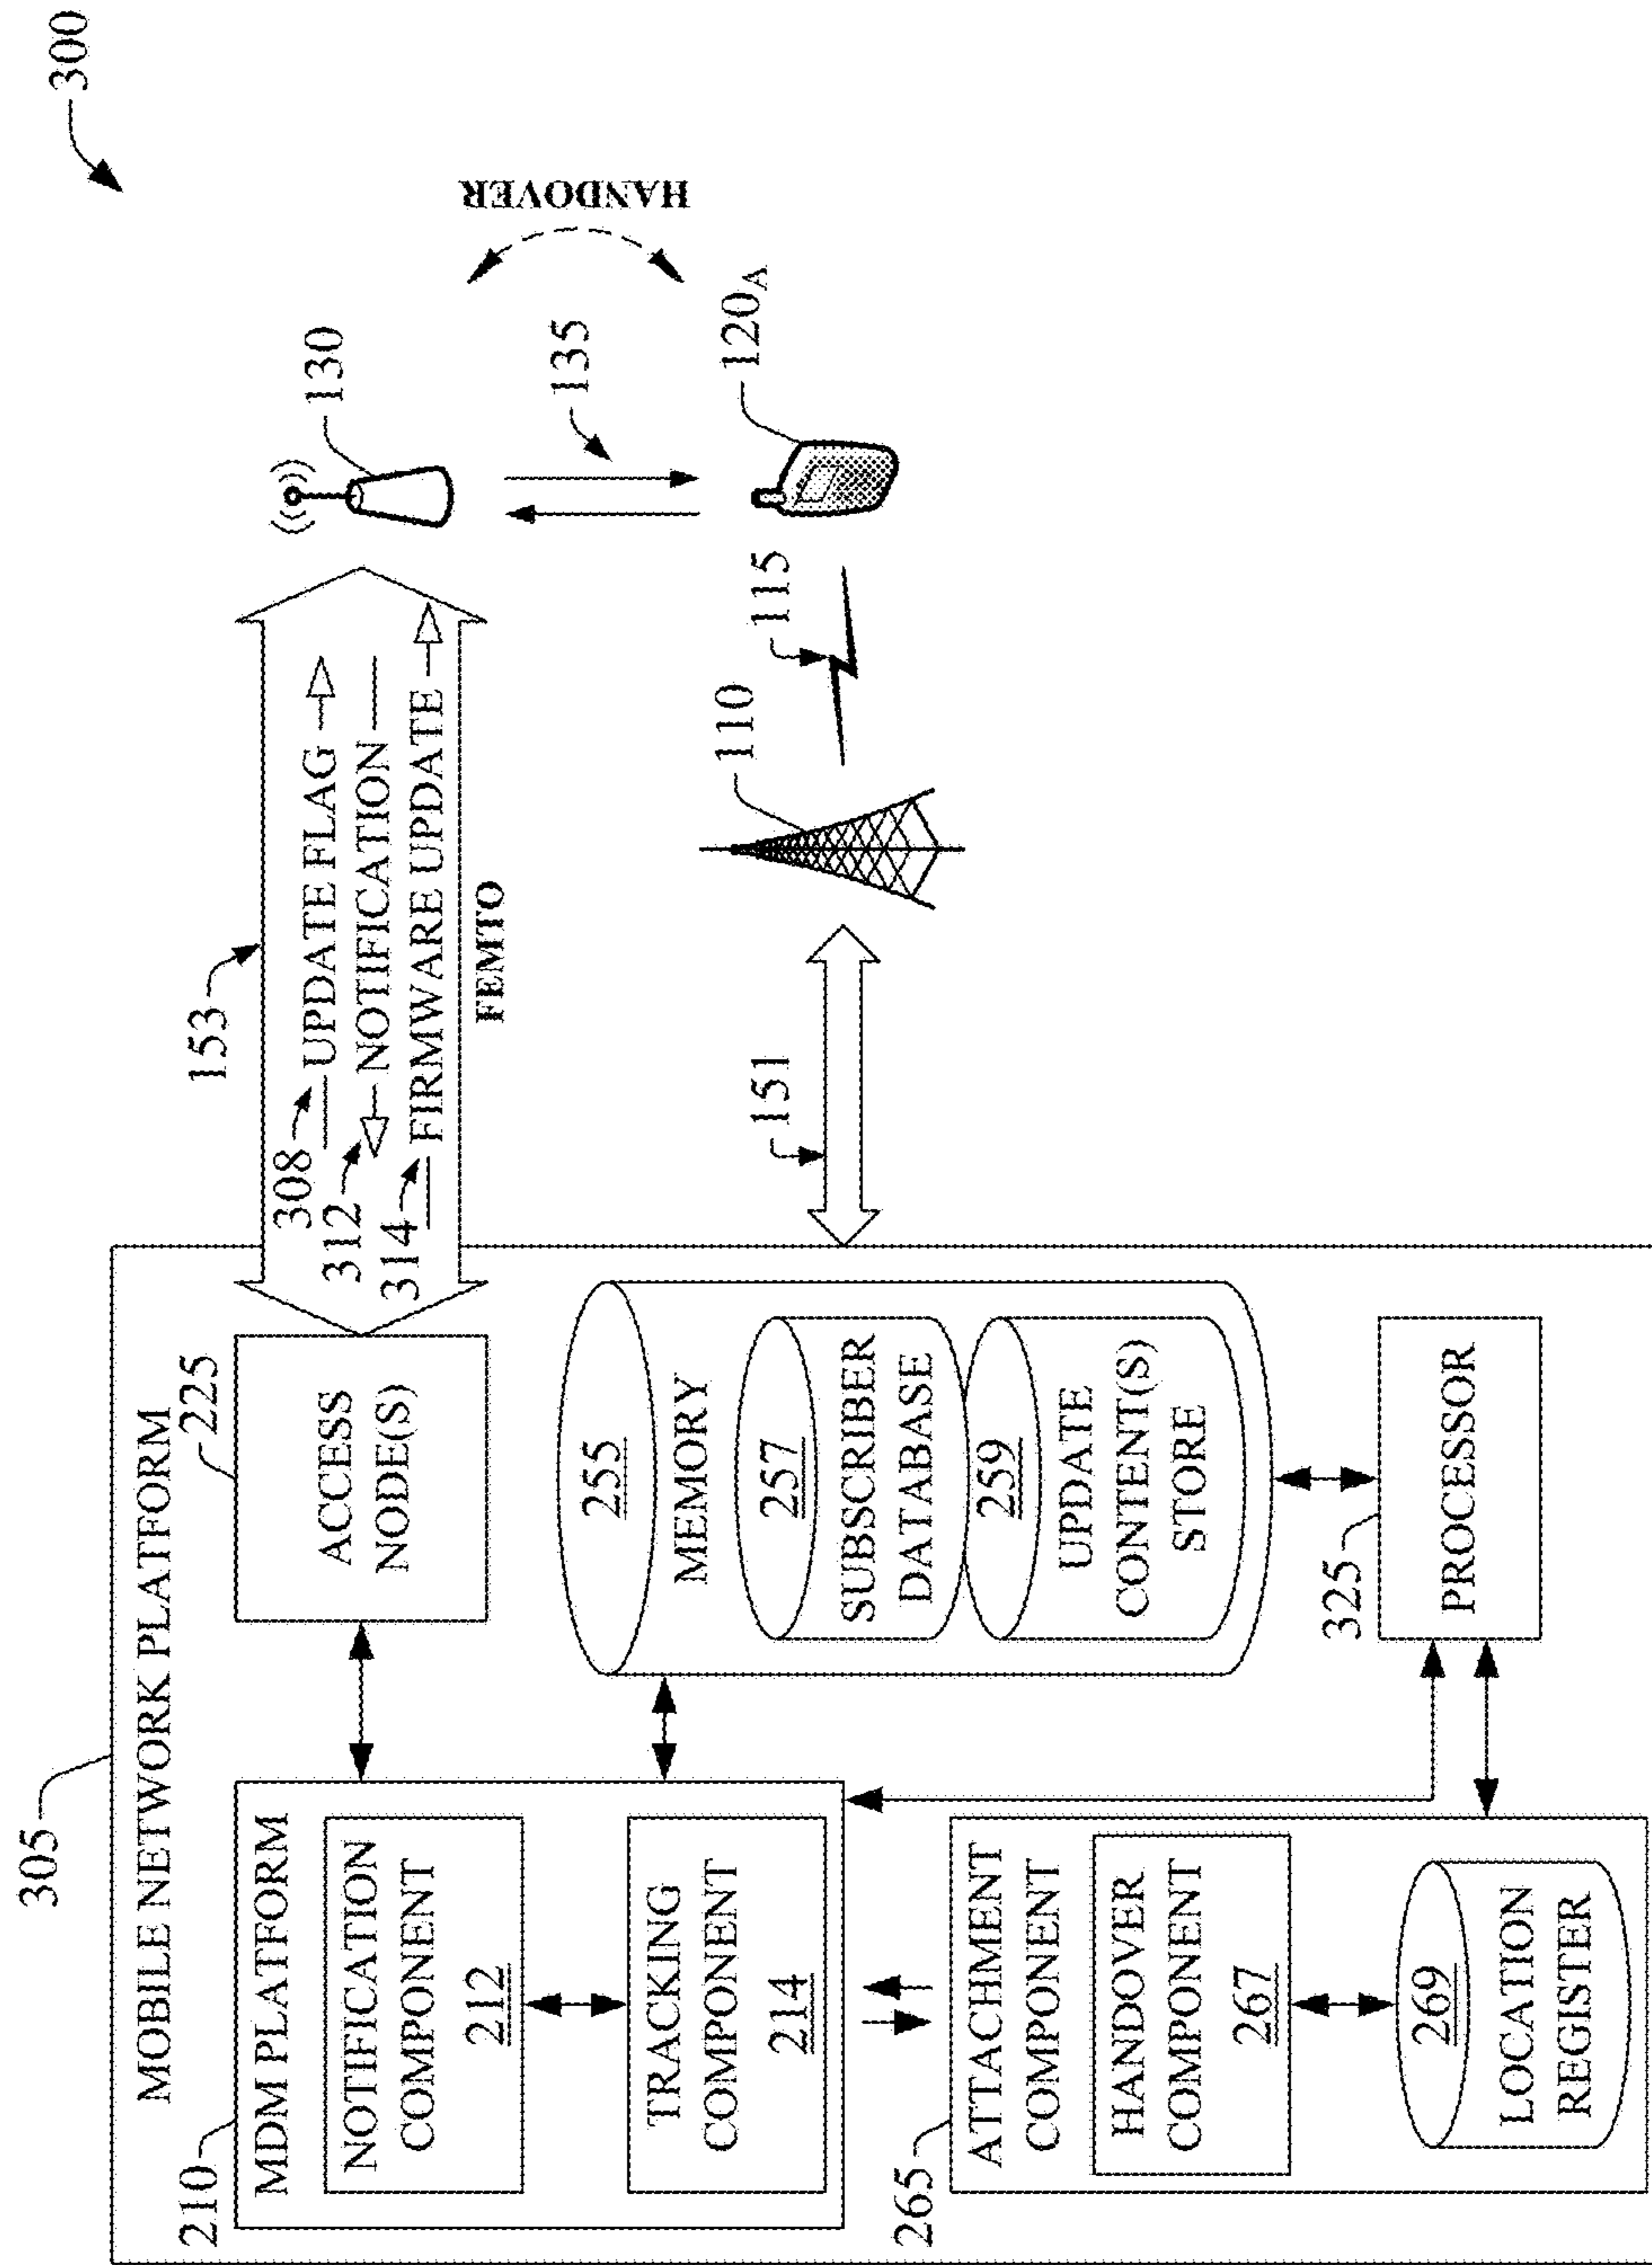 300
305
MOBILE NETWORK PLATFORM
210
MDM PLATFORM
NOTIFICATION
COMPONENT
212
TRACKING
COMPONENT
214
225
ACCESS
NODE(S)
153
308
UPDATE FLAG
312
NOTIFICATION
314
FIRMWARE UPDATE
FEMTO
130
HANDOVER
135
120A
255
MEMORY
257
SUBSCRIBER
DATABASE
259
UPDATE
CONTENT(S)
STORE
151
110
115
265
ATTACHMENT
COMPONENT
HANDOVER
COMPONENT
267
269
LOCATION
REGISTER
325
PROCESSOR